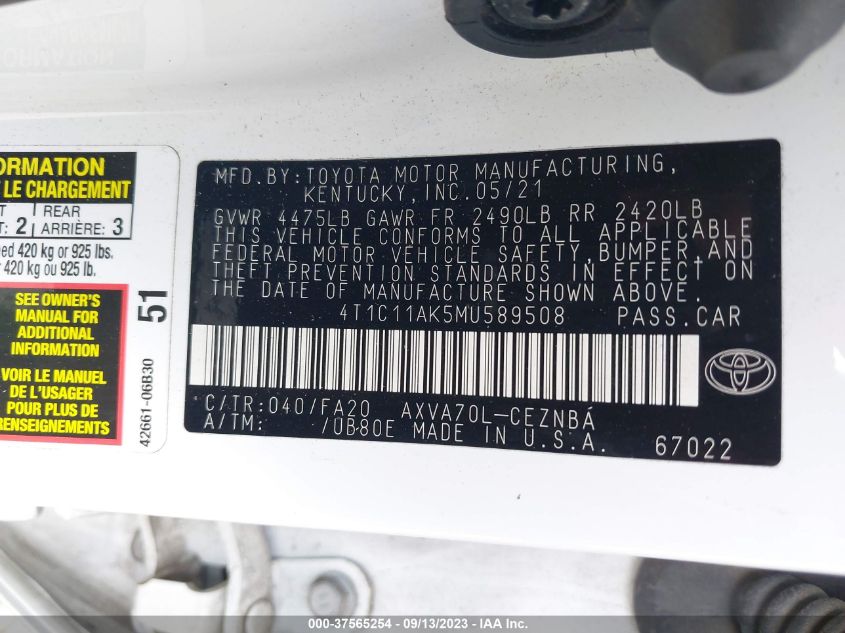 ORMATION
LE CHARGEMENT
2 REAR
ARRIÈRE: 3
420 kg or 925 lbs.
420 kg ou 925 lb.
SEE OWNER'S
MANUAL FOR
ADDITIONAL
INFORMATION
VOIR LE MANUEL
DE L'USAGER
POUR PLUS DE
RENSEIGNEMENTS
51
42661-06B30
MFD.BY:TOYOTA MOTOR MANUFACTURING,
KENTUCKY,INC.05/21
GVWR 4475LB GAWR FR 2490LB RR 2420LB
THIS VEHICLE CONFORMS TO ALL APPLICABLE
FEDERAL MOTOR VEHICLE SAFETY,BUMPER,AND
THEFT PREVENTION STANDARDS IN EFFECT ON
THE DATE OF MANUFACTURE SHOWN ABOVE.
4T1C11AK5MU589508 PASS.CAR
C/TR:040/FA20 AXVA70L-CEZNBA
A/TM: /UB80E MADE IN U.S.A.
67022
000-37565254 - 09/13/2023 - IAAI.COM